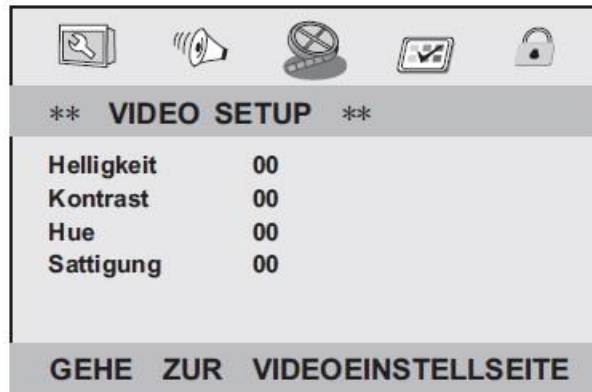 ** VIDEO SETUP **
Helligkeit 00
Kontrast 00
Hue 00
Sattigung 00
GEHE ZUR VIDEOEINSTELLSEITE